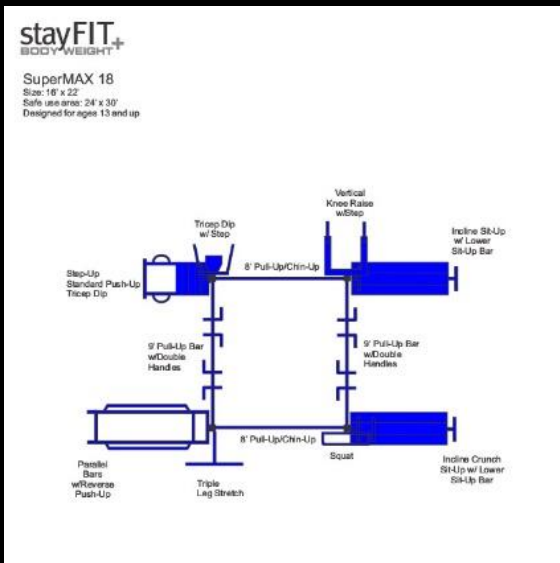 stayFIT+
BODY WEIGHT
SuperMAX 18
Size: 16' x 22'
Safe use area: 24' x 30'
Designed for ages 13 and up
Vertical
Knee Raise
w/Step
Tricep Dip
w/ Step
Incline Sit-Up
w/ Lower
Sit-Up Bar
8' Pull-Up/Chin-Up
Step-Up
Standard Push-Up
Tricep Dip
9' Pull-Up Bar
w/Double
Handles
9' Pull-Up Bar
w/Double
Handles
8' Pull-Up/Chin-Up
Squat
Parallel
Bars
w/Reverse
Push-Up
Triple
Leg Stretch
Incline Crunch
Sit-Up w/ Lower
Sit-Up Bar